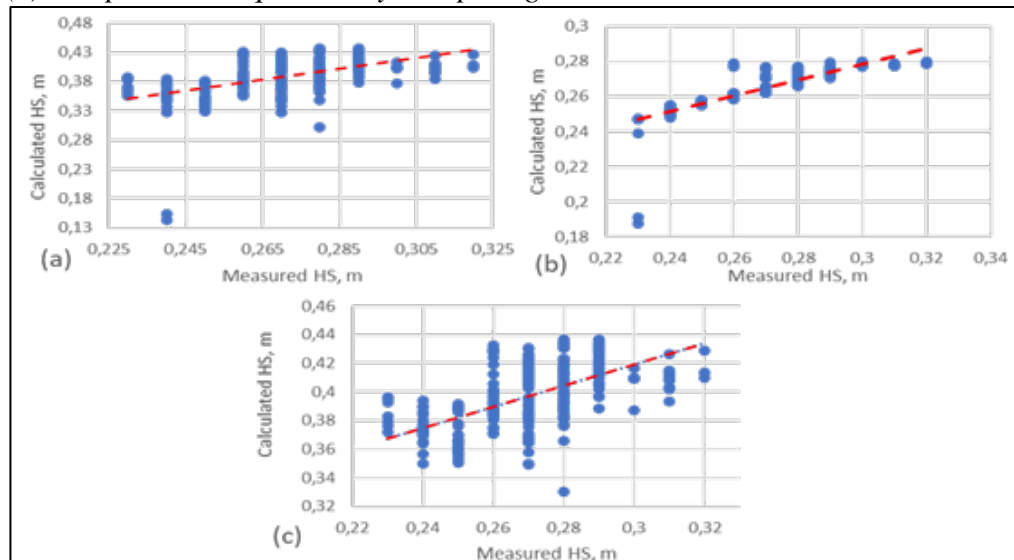 0,48
0,43
0,38
0,33
0,28
0,23
0,18
0,13
Calculated HS, m
0,225 0,245 0,265 0,285 0,305 0,325
Measured HS, m
(a)
0,3
0,28
0,26
0,24
0,22
0,2
0,18
Calculated HS, m
0,22 0,24 0,26 0,28 0,3 0,32 0,34
Measured HS, m
(b)
0,46
0,44
0,42
0,4
0,38
0,36
0,34
0,32
Calculated HS, m
0,22 0,24 0,26 0,28 0,3 0,32
Measured HS, m
(c)